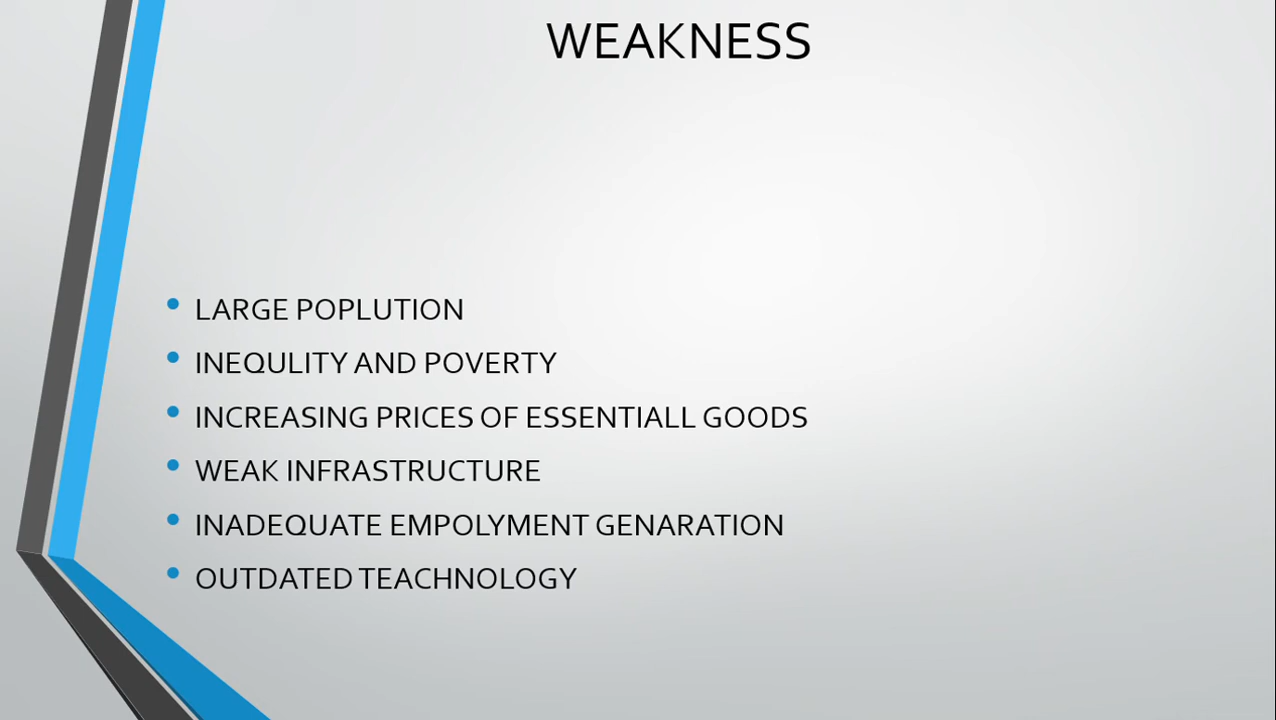 WEAKNESS
• LARGE POPLUTION
• INEQULITY AND POVERTY
• INCREASING PRICES OF ESSENTIALL GOODS
• WEAK INFRASTRUCTURE
• INADEQUATE EMPOLYMENT GENARATION
• OUTDATED TEACHNOLOGY